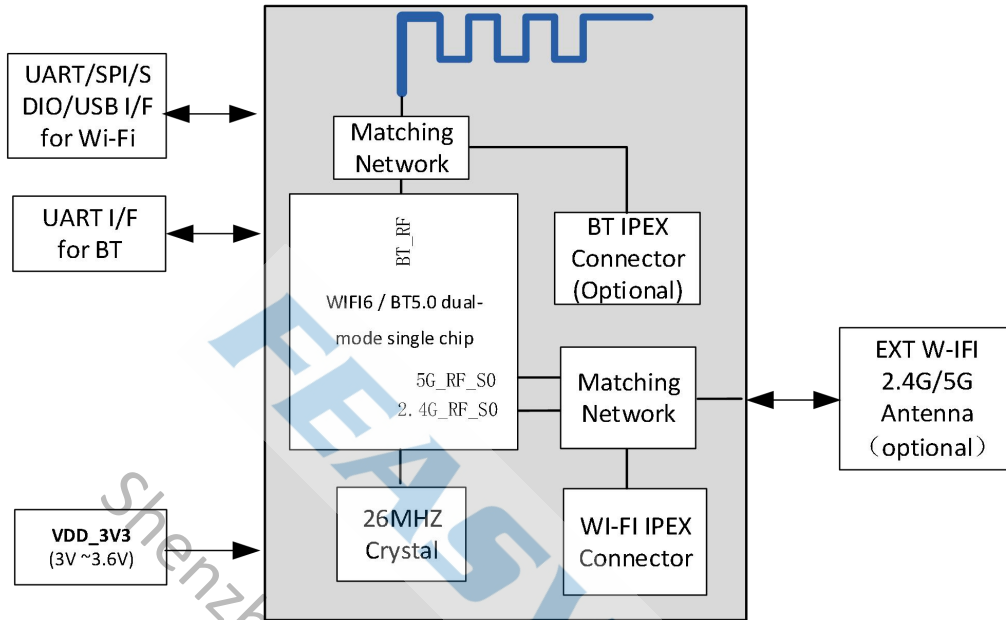 UART/SPI/S
DIO/USB I/F
for Wi-Fi
UART I/F
for BT
VDD_3V3
(3V ~3.6V)
Matching
Network
BT_RF
WIFI6 / BT5.0 dual-
mode single chip
5G_RF_S0
2.4G_RF_S0
26MHZ
Crystal
BT IPEX
Connector
(Optional)
Matching
Network
WI-FI IPEX
Connector
EXT W-IFI
2.4G/5G
Antenna
（optional）
FEASY
Shenzh